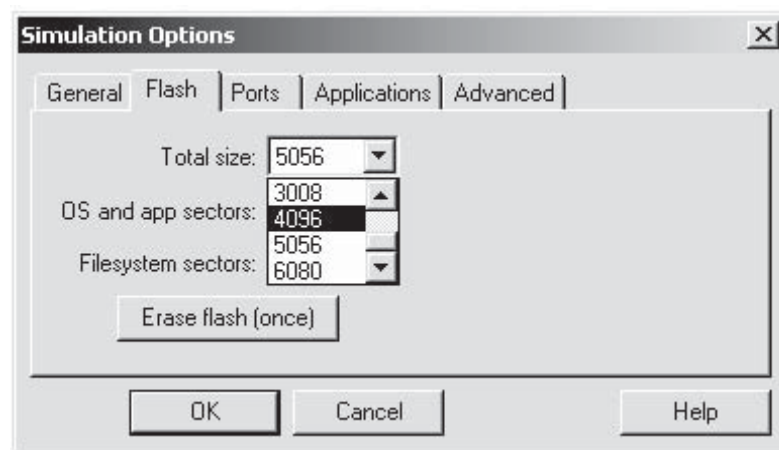 Simulation Options
General Flash Ports Applications Advanced
Total size: 5056
3008
OS and app sectors: 4096
5056
Filesystem sectors: 6080
Erase flash (once)
OK Cancel Help